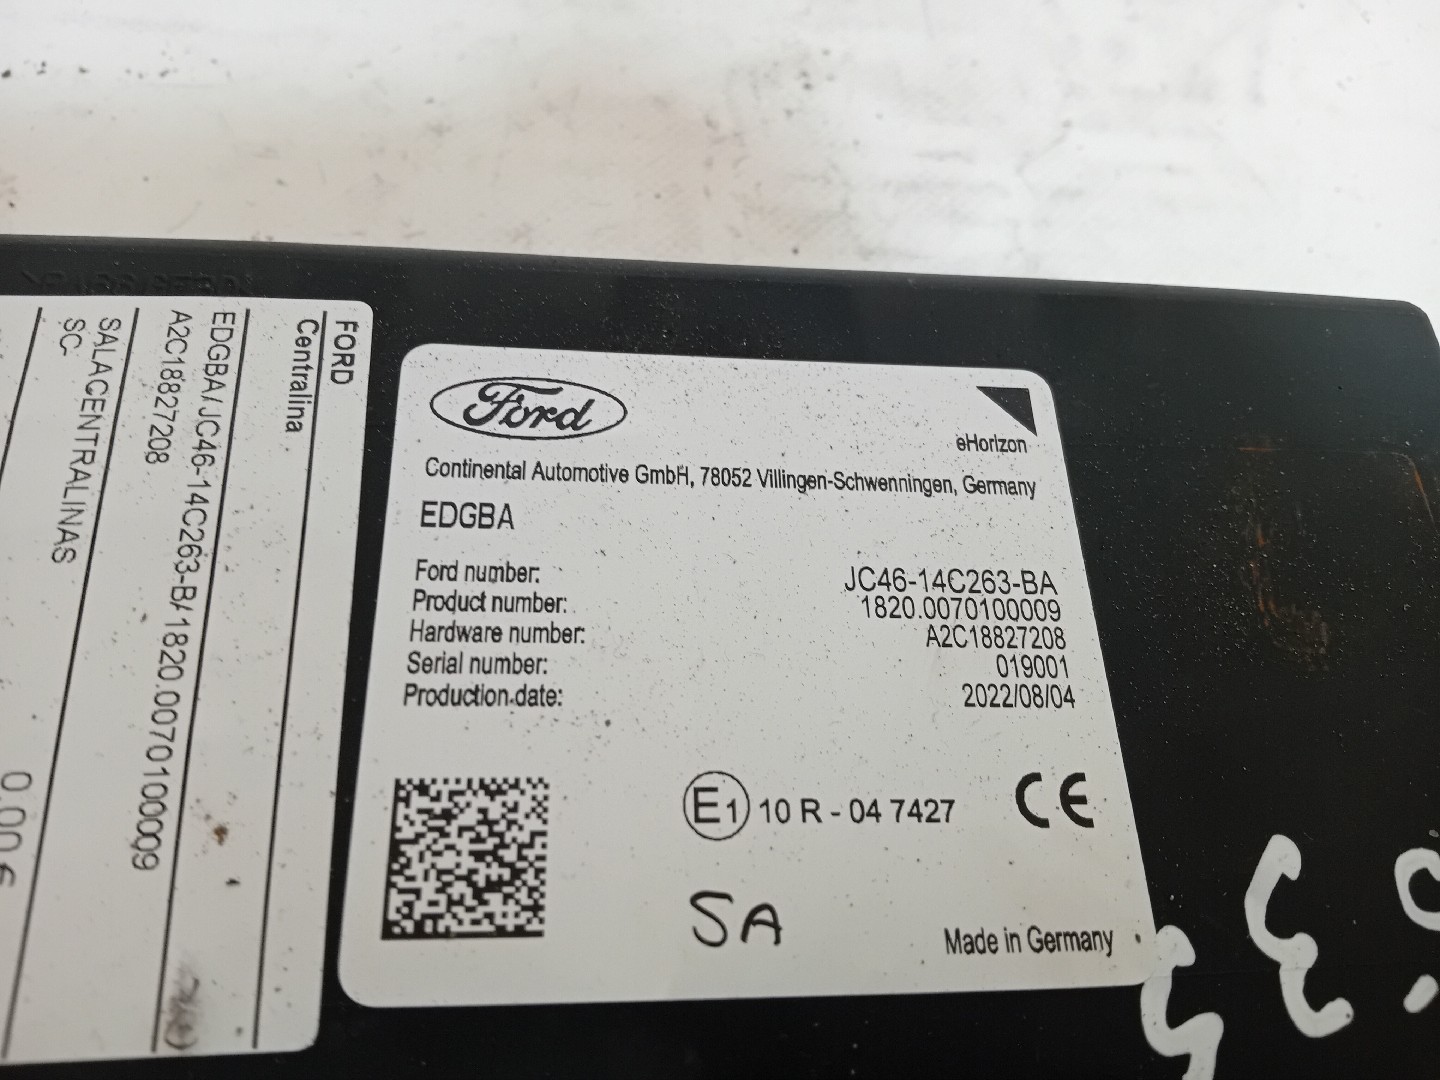 FORD
Centralina
EDGBA/JC46-14C263-B/1820.0070100009
A2C18827208
SALACENTRALINAS
SC-
0.00€
Ford
eHorizon
Continental Automotive GmbH, 78052 Villingen-Schwenningen, Germany
EDGBA
Ford number: JC46-14C263-BA
Product number: 1820.0070100009
Hardware number: A2C18827208
Serial number: 019001
Production date: 2022/08/04
E1 10 R - 04 7427 CE
SA
Made in Germany